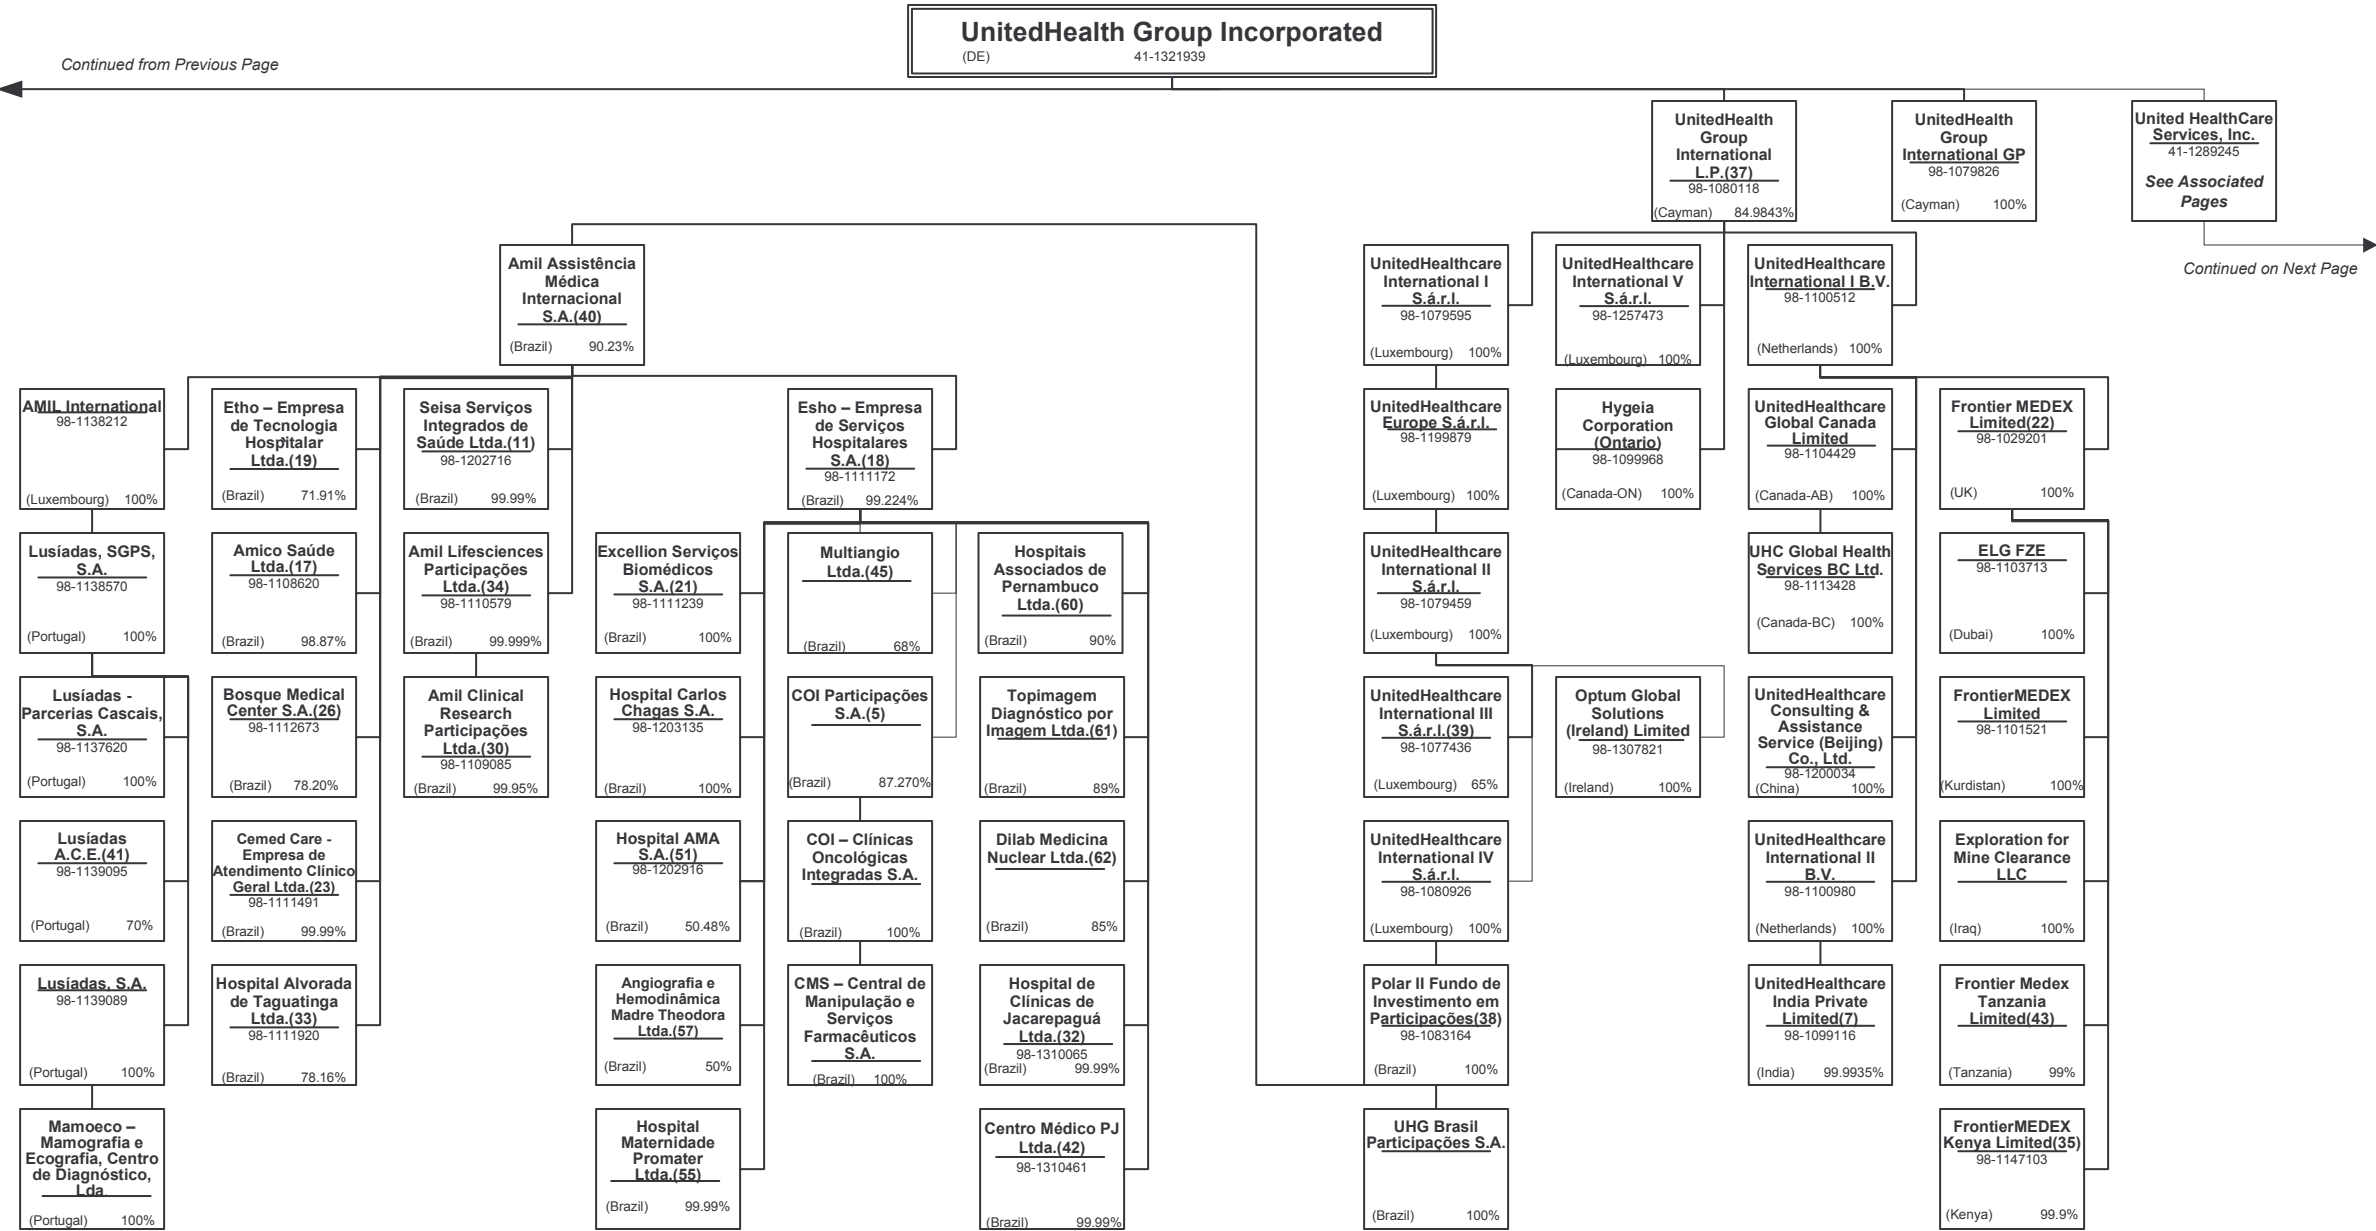 UnitedHealth Group Incorporated
(DE) 41-1321939
Continued from Previous Page
UnitedHealth
Group
International
L.P.(37)
98-1080118
(Cayman) 84.9843%
UnitedHealth
Group
International GP
98-1079826
(Cayman) 100%
United HealthCare
Services, Inc.
41-1289245
See Associated
Pages
Continued on Next Page
Amil Assistência
Médica
Internacional
S.A.(40)
(Brazil) 90.23%
UnitedHealthcare
International I
S.á.r.l.
98-1079595
(Luxembourg) 100%
UnitedHealthcare
International V
S.á.r.l.
98-1257473
(Luxembourg) 100%
UnitedHealthcare
International I B.V.
98-1100512
(Netherlands) 100%
AMIL International
98-1138212
(Luxembourg) 100%
Etho – Empresa
de Tecnologia
Hospitalar
Ltda.(19)
(Brazil) 71.91%
Seisa Serviços
Integrados de
Saúde Ltda.(11)
98-1202716
(Brazil) 99.99%
Esho – Empresa
de Serviços
Hospitalares
S.A.(18)
98-1111172
(Brazil) 99.224%
UnitedHealthcare
Europe S.á.r.l.
98-1199879
(Luxembourg) 100%
Hygeia
Corporation
(Ontario)
98-1099968
(Canada-ON) 100%
UnitedHealthcare
Global Canada
Limited
98-1104429
(Canada-AB) 100%
Frontier MEDEX
Limited(22)
98-1029201
(UK) 100%
Lusíadas, SGPS,
S.A.
98-1138570
(Portugal) 100%
Amico Saúde
Ltda.(17)
98-1108620
(Brazil) 98.87%
Amil Lifesciences
Participações
Ltda.(34)
98-1110579
(Brazil) 99.999%
Excellion Serviços
Biomédicos
S.A.(21)
98-1111239
(Brazil) 100%
Multiangio
Ltda.(45)
(Brazil) 68%
Hospitais
Associados de
Pernambuco
Ltda.(60)
(Brazil) 90%
UnitedHealthcare
International II
S.á.r.l.
98-1079459
(Luxembourg) 100%
UHC Global Health
Services BC Ltd.
98-1113428
(Canada-BC) 100%
ELG FZE
98-1103713
(Dubai) 100%
Lusíadas -
Parcerias Cascais,
S.A.
98-1137620
(Portugal) 100%
Bosque Medical
Center S.A.(26)
98-1112673
(Brazil) 78.20%
Amil Clinical
Research
Participações
Ltda.(30)
98-1109085
(Brazil) 99.95%
Hospital Carlos
Chagas S.A.
98-1203135
(Brazil) 100%
COI Participações
S.A.(5)
(Brazil) 87.270%
Topimagem
Diagnóstico por
Imagem Ltda.(61)
(Brazil) 89%
UnitedHealthcare
International III
S.á.r.l.(39)
98-1077436
(Luxembourg) 65%
Optum Global
Solutions
(Ireland) Limited
98-1307821
(Ireland) 100%
UnitedHealthcare
Consulting &
Assistance
Service (Beijing)
Co., Ltd.
98-1200034
(China) 100%
FrontierMEDEX
Limited
98-1101521
(Kurdistan) 100%
Lusíadas
A.C.E.(41)
98-1139095
(Portugal) 70%
Cemed Care -
Empresa de
Atendimento Clínico
Geral Ltda.(23)
98-1111491
(Brazil) 99.99%
Hospital AMA
S.A.(51)
98-1202916
(Brazil) 50.48%
COI – Clínicas
Oncológicas
Integradas S.A.
(Brazil) 100%
Dilab Medicina
Nuclear Ltda.(62)
(Brazil) 85%
UnitedHealthcare
International IV
S.á.r.l.
98-1080926
(Luxembourg) 100%
UnitedHealthcare
International II
B.V.
98-1100980
(Netherlands) 100%
Exploration for
Mine Clearance
LLC
(Iraq) 100%
Lusíadas, S.A.
98-1139089
(Portugal) 100%
Hospital Alvorada
de Taguatinga
Ltda.(33)
98-1111920
(Brazil) 78.16%
Angiografia e
Hemodinâmica
Madre Theodora
Ltda.(57)
(Brazil) 50%
CMS – Central de
Manipulação e
Serviços
Farmacêuticos
S.A.
(Brazil) 100%
Hospital de
Clínicas de
Jacarepaguá
Ltda.(32)
98-1310065
(Brazil) 99.99%
Polar II Fundo de
Investimento em
Participações(38)
98-1083164
(Brazil) 100%
UnitedHealthcare
India Private
Limited(7)
98-1099116
(India) 99.9935%
Frontier Medex
Tanzania
Limited(43)
(Tanzania) 99%
Mamoeco –
Mamografia e
Ecografia, Centro
de Diagnóstico,
Lda.
(Portugal) 100%
Hospital
Maternidade
Promater
Ltda.(55)
(Brazil) 99.99%
Centro Médico PJ
Ltda.(42)
98-1310461
(Brazil) 99.99%
UHG Brasil
Participações S.A.
(Brazil) 100%
FrontierMEDEX
Kenya Limited(35)
98-1147103
(Kenya) 99.9%